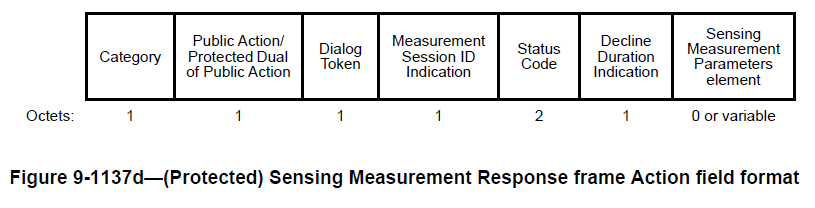 Category
Public Action/
Protected Dual
of Public Action
Dialog
Token
Measurement
Session ID
Indication
Status
Code
Decline
Duration
Indication
Sensing
Measurement
Parameters
element
Octets: 1 1 1 1 2 1 0 or variable
Figure 9-1137d—(Protected) Sensing Measurement Response frame Action field format